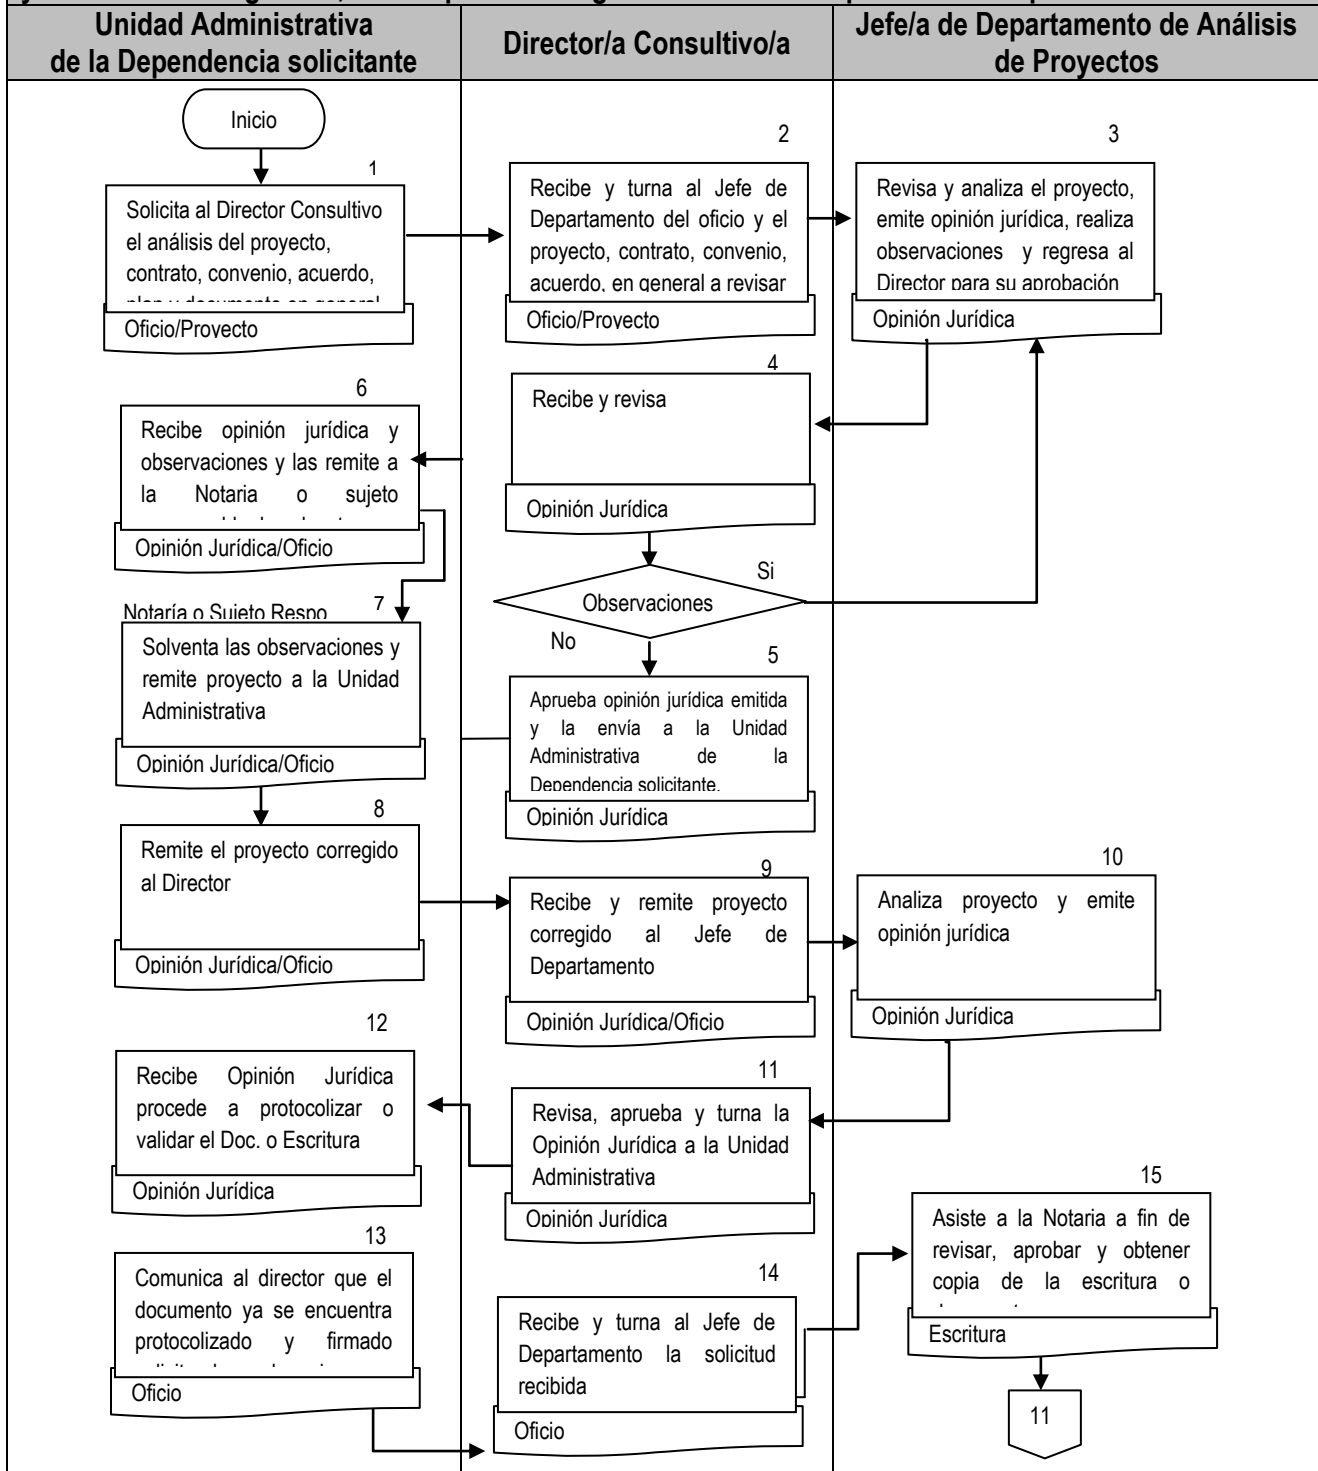 Unidad Administrativa
de la Dependencia solicitante
Director/a Consultivo/a
Jefe/a de Departamento de Análisis
de Proyectos
Inicio
1
Solicita al Director Consultivo
el análisis del proyecto,
contrato, convenio, acuerdo,
plan y documento en general
Oficio/Proyecto
2
Recibe y turna al Jefe de
Departamento del oficio y el
proyecto, contrato, convenio,
acuerdo, en general a revisar
Oficio/Proyecto
3
Revisa y analiza el proyecto,
emite opinión jurídica, realiza
observaciones y regresa al
Director para su aprobación
Opinión Jurídica
4
Recibe y revisa
Opinión Jurídica
Observaciones
Si
No
5
Aprueba opinión jurídica emitida
y la envía a la Unidad
Administrativa de la
Dependencia solicitante.
Opinión Jurídica
6
Recibe opinión jurídica y
observaciones y las remite a
la Notaria o sujeto
Opinión Jurídica/Oficio
Notaría o Sujeto Respo
7
Solventa las observaciones y
remite proyecto a la Unidad
Administrativa
Opinión Jurídica/Oficio
8
Remite el proyecto corregido
al Director
Opinión Jurídica/Oficio
9
Recibe y remite proyecto
corregido al Jefe de
Departamento
Opinión Jurídica/Oficio
10
Analiza proyecto y emite
opinión jurídica
Opinión Jurídica
11
Revisa, aprueba y turna la
Opinión Jurídica a la Unidad
Administrativa
Opinión Jurídica
12
Recibe Opinión Jurídica
procede a protocolizar o
validar el Doc. o Escritura
Opinión Jurídica
13
Comunica al director que el
documento ya se encuentra
protocolizado y firmado
Oficio
14
Recibe y turna al Jefe de
Departamento la solicitud
recibida
Oficio
15
Asiste a la Notaria a fin de
revisar, aprobar y obtener
copia de la escritura o
Escritura
11